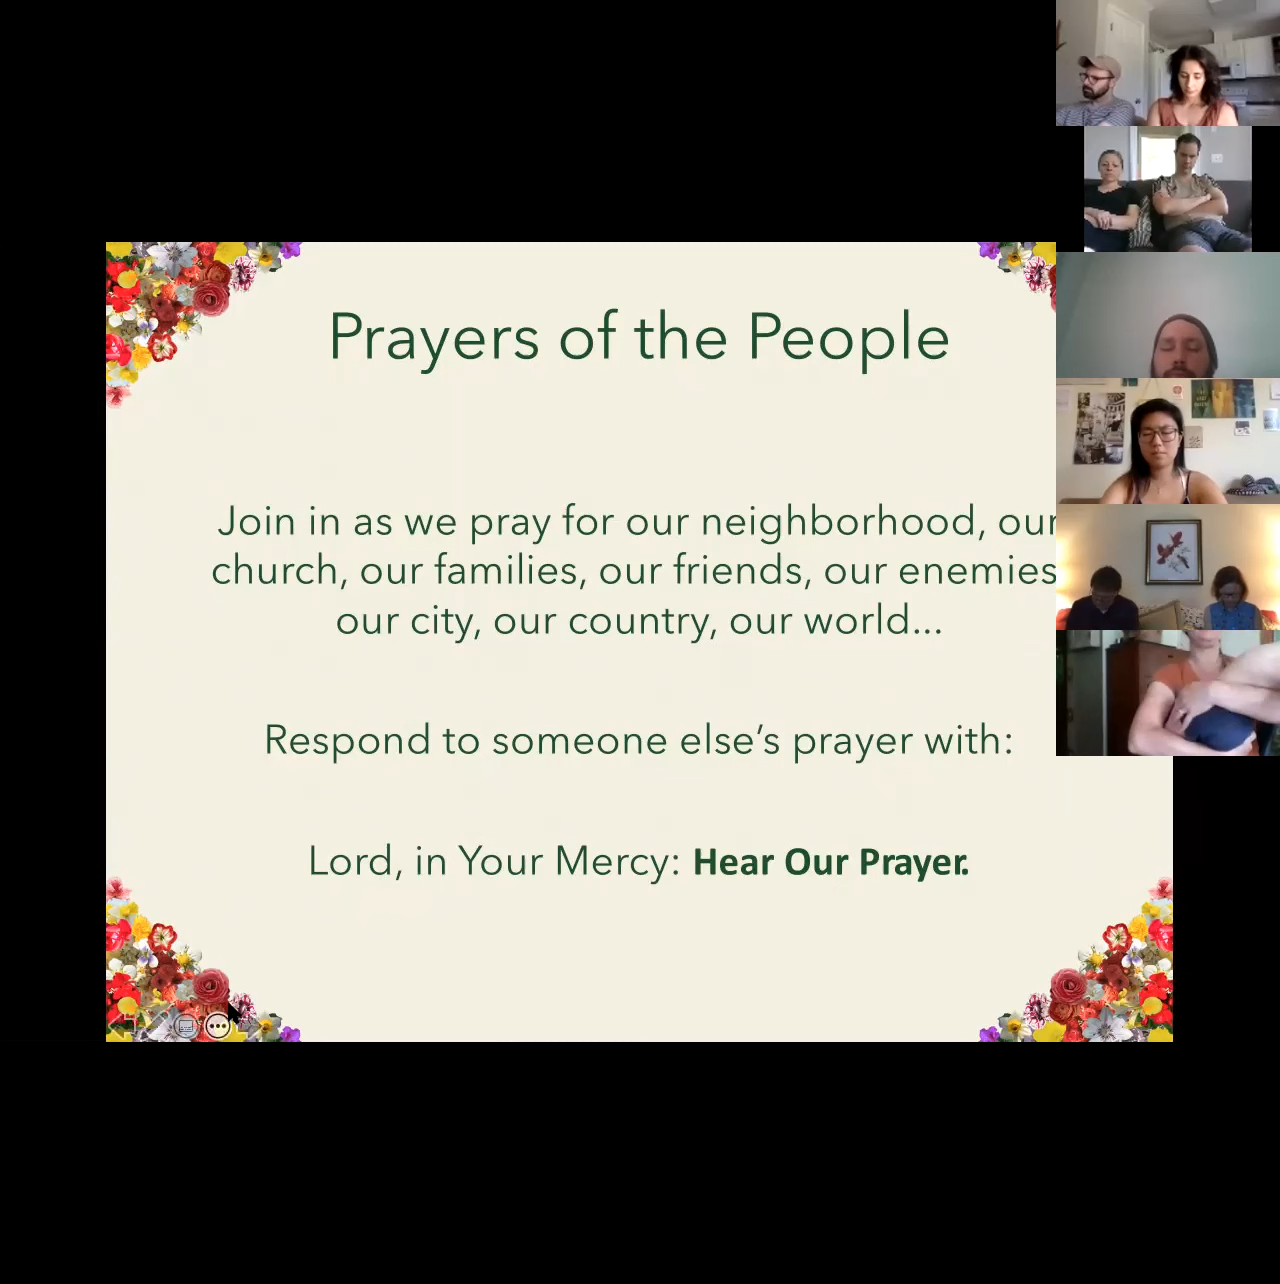 Prayers of the People
Join in as we pray for our neighborhood, our
church, our families, our friends, our enemies
our city, our country, our world...
Respond to someone else’s prayer with:
Lord, in Your Mercy: Hear Our Prayer.